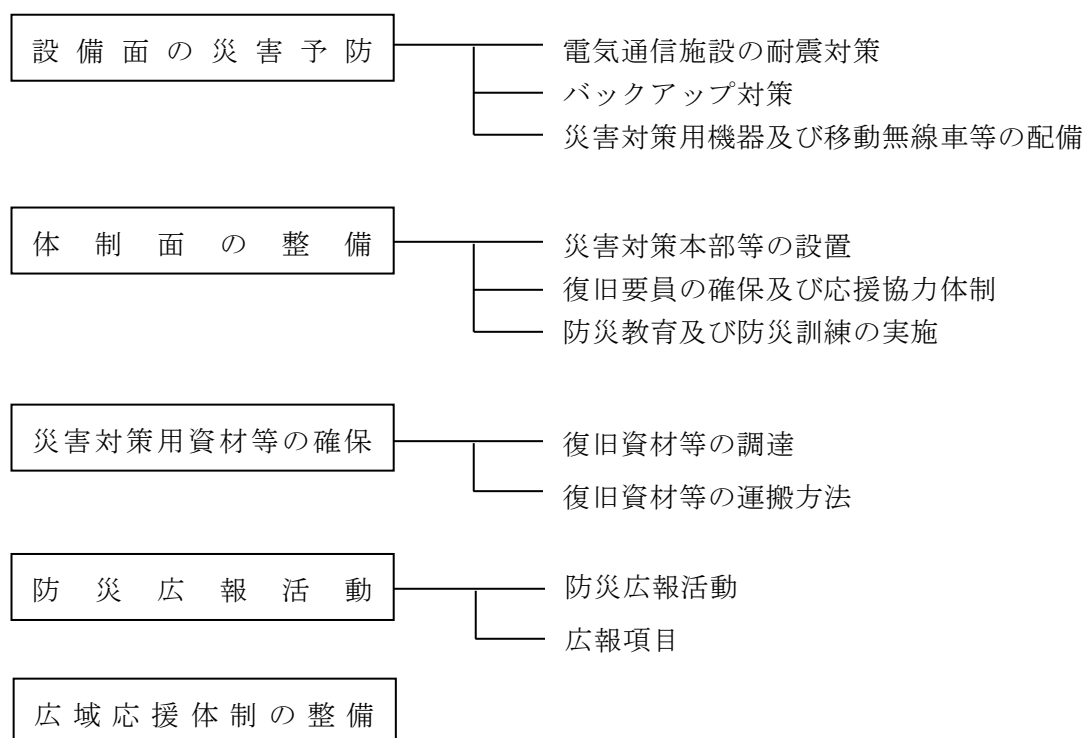 設備面の災害予防
電気通信施設の耐震対策
バックアップ対策
災害対策用機器及び移動無線車等の配備
体制面の整備
災害対策本部等の設置
復旧要員の確保及び応援協力体制
防災教育及び防災訓練の実施
災害対策用資材等の確保
復旧資材等の調達
復旧資材等の運搬方法
防災広報活動
防災広報活動
広報項目
広域応援体制の整備